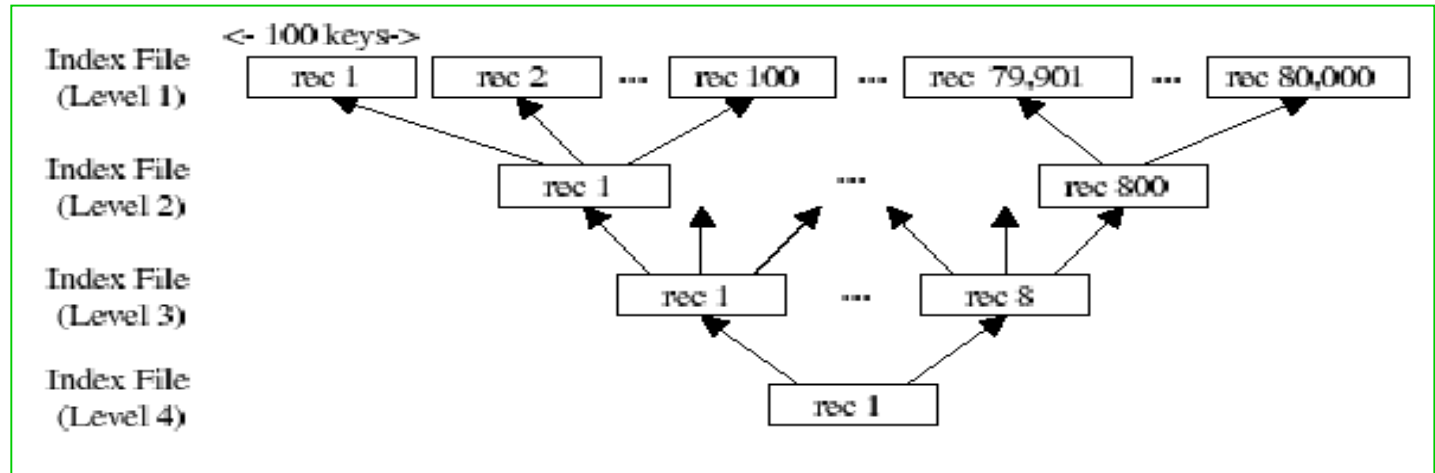 <- 100 keys->
Index File
(Level 1)
rec 1
rec 2
...
rec 100
...
rec 79,901
...
rec 80,000
Index File
(Level 2)
rec 1
...
rec 800
Index File
(Level 3)
rec 1
...
rec 8
Index File
(Level 4)
rec 1